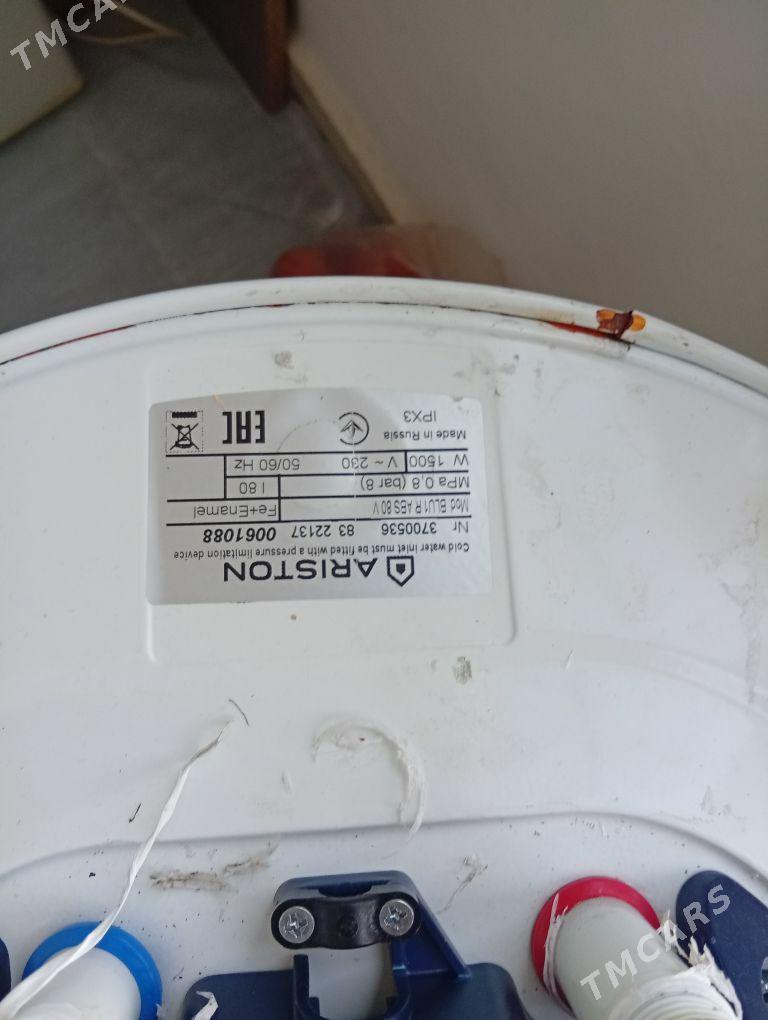 TMCARS
ARISTON
Cold water inlet must be fitted with a pressure limitation device
Nr 3700536 83 22137 0061088
Mod. BLU1 R ABS 80 V Fe+Enamel
MPa 0,8 (bar 8) l 80
W 1500 V~ 230 50/60 Hz
Made in Russia
IPX3
EAC
TMCARS